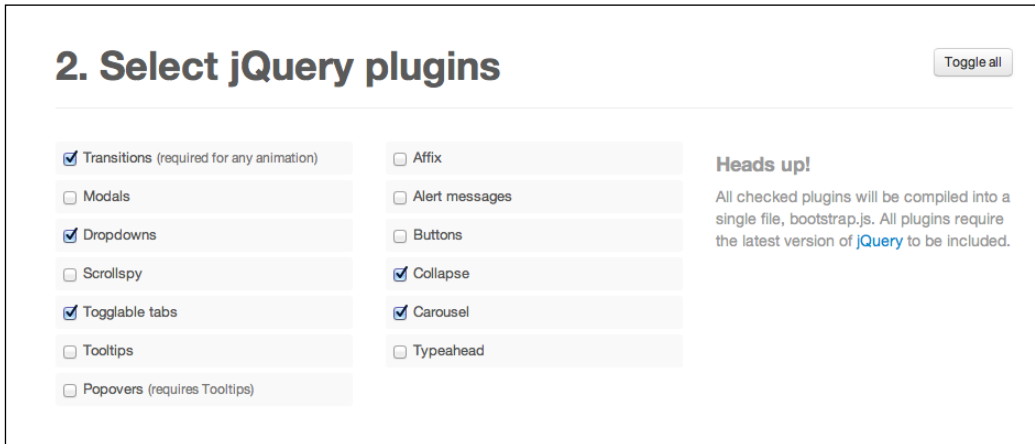 2. Select jQuery plugins
Toggle all
Transitions (required for any animation)
Modals
Dropdowns
Scrollspy
Togglable tabs
Tooltips
Popovers (requires Tooltips)
Affix
Alert messages
Buttons
Collapse
Carousel
Typeahead
Heads up!
All checked plugins will be compiled into a
single file, bootstrap.js. All plugins require
the latest version of jQuery to be included.